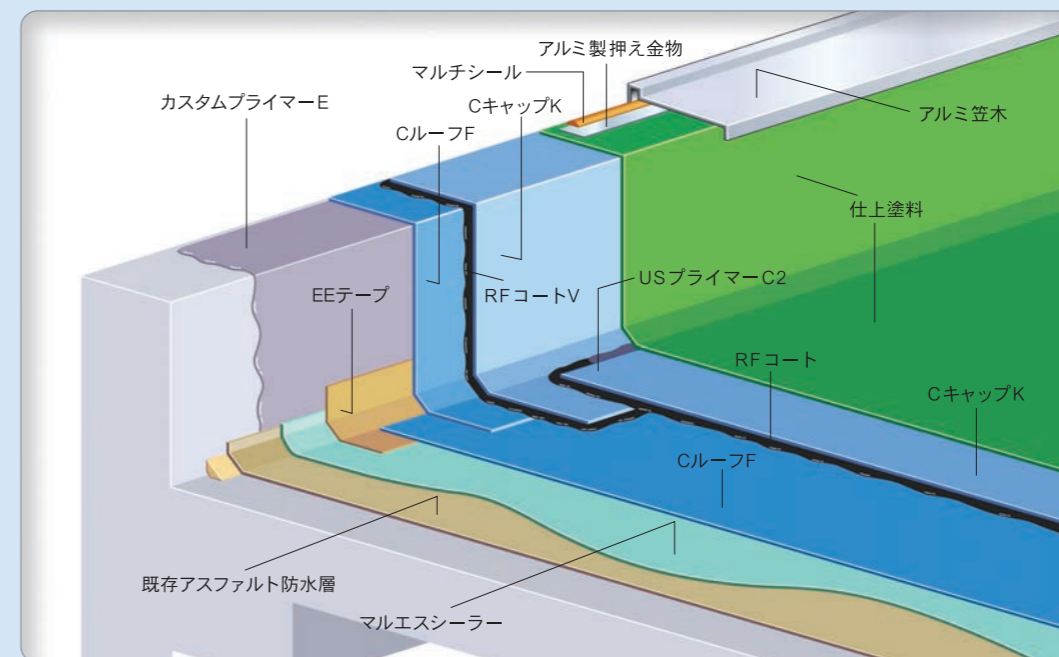 アルミ製押え金物
マルチシール
カスタムプライマーE
CキャップK
アルミ笠木
CルーフF
仕上塗料
USプライマーC2
EEテープ
RFコートV
RFコート
CキャップK
CルーフF
既存アスファルト防水層
マルエスシーラー